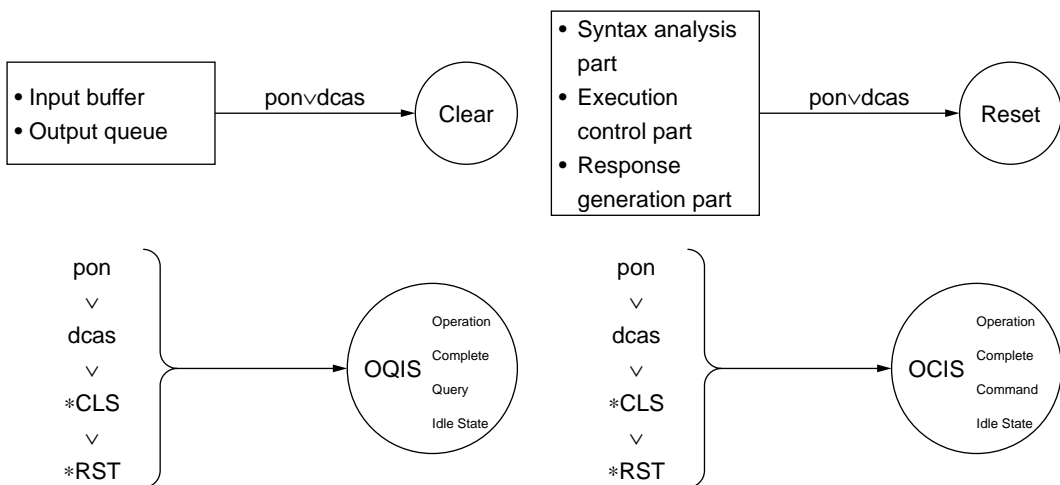 • Input buffer
• Output queue
pon∨dcas
Clear
• Syntax analysis
part
• Execution
control part
• Response
generation part
pon∨dcas
Reset
pon
∨
dcas
∨
*CLS
∨
*RST
OQIS
Operation
Complete
Query
Idle State
pon
∨
dcas
∨
*CLS
∨
*RST
OCIS
Operation
Complete
Command
Idle State